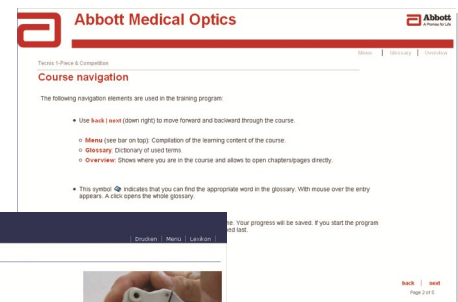 Abbott Medical Optics
Abbott
A Promise for Life
Menu | Glossary | Overview
Tecnis 1-Piece & Competition
Course navigation
The following navigation elements are used in the training program:
Use back | next (down right) to move forward and backward through the course.
Menu (see bar on top): Compilation of the learning content of the course.
Glossary: Dictionary of used terms.
Overview: Shows where you are in the course and allows to open chapters/pages directly.
This symbol indicates that you can find the appropriate word in the glossary. With mouse over the entry
appears. A click opens the whole glossary.
me. Your progress will be saved. If you start the program
ed last.
| Drucken | Menü | Lexikon |
back | next
Page 2 of 5